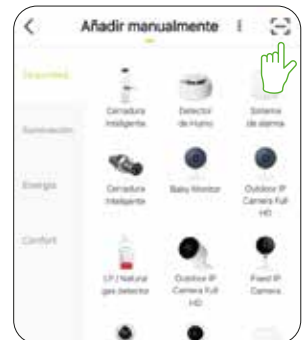 Añadir manualmente
Seguridad
Cerradura
Inteligente
Detector
de Humo
Sistema
de alarma
Iluminación
Cerradura
Inteligente
Baby Monitor
Outdoor IP
Camera Full
HD
Energía
Confort
LP / Natural
gas detector
Outdoor IP
Camera Full
HD
Fixed IP
Camera